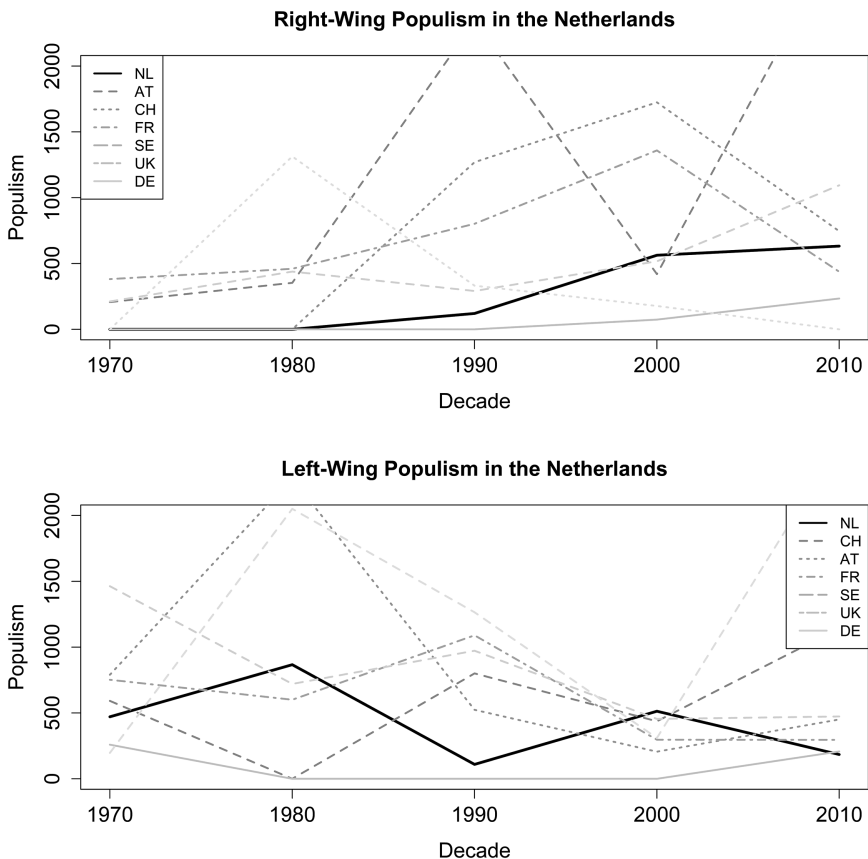 Right-Wing Populism in the Netherlands
2000
1500
1000
500
0
Populism
NL
AT
CH
FR
SE
UK
DE
1970 1980 1990 2000 2010
Decade
Left-Wing Populism in the Netherlands
2000
1500
1000
500
0
Populism
NL
CH
AT
FR
SE
UK
DE
1970 1980 1990 2000 2010
Decade